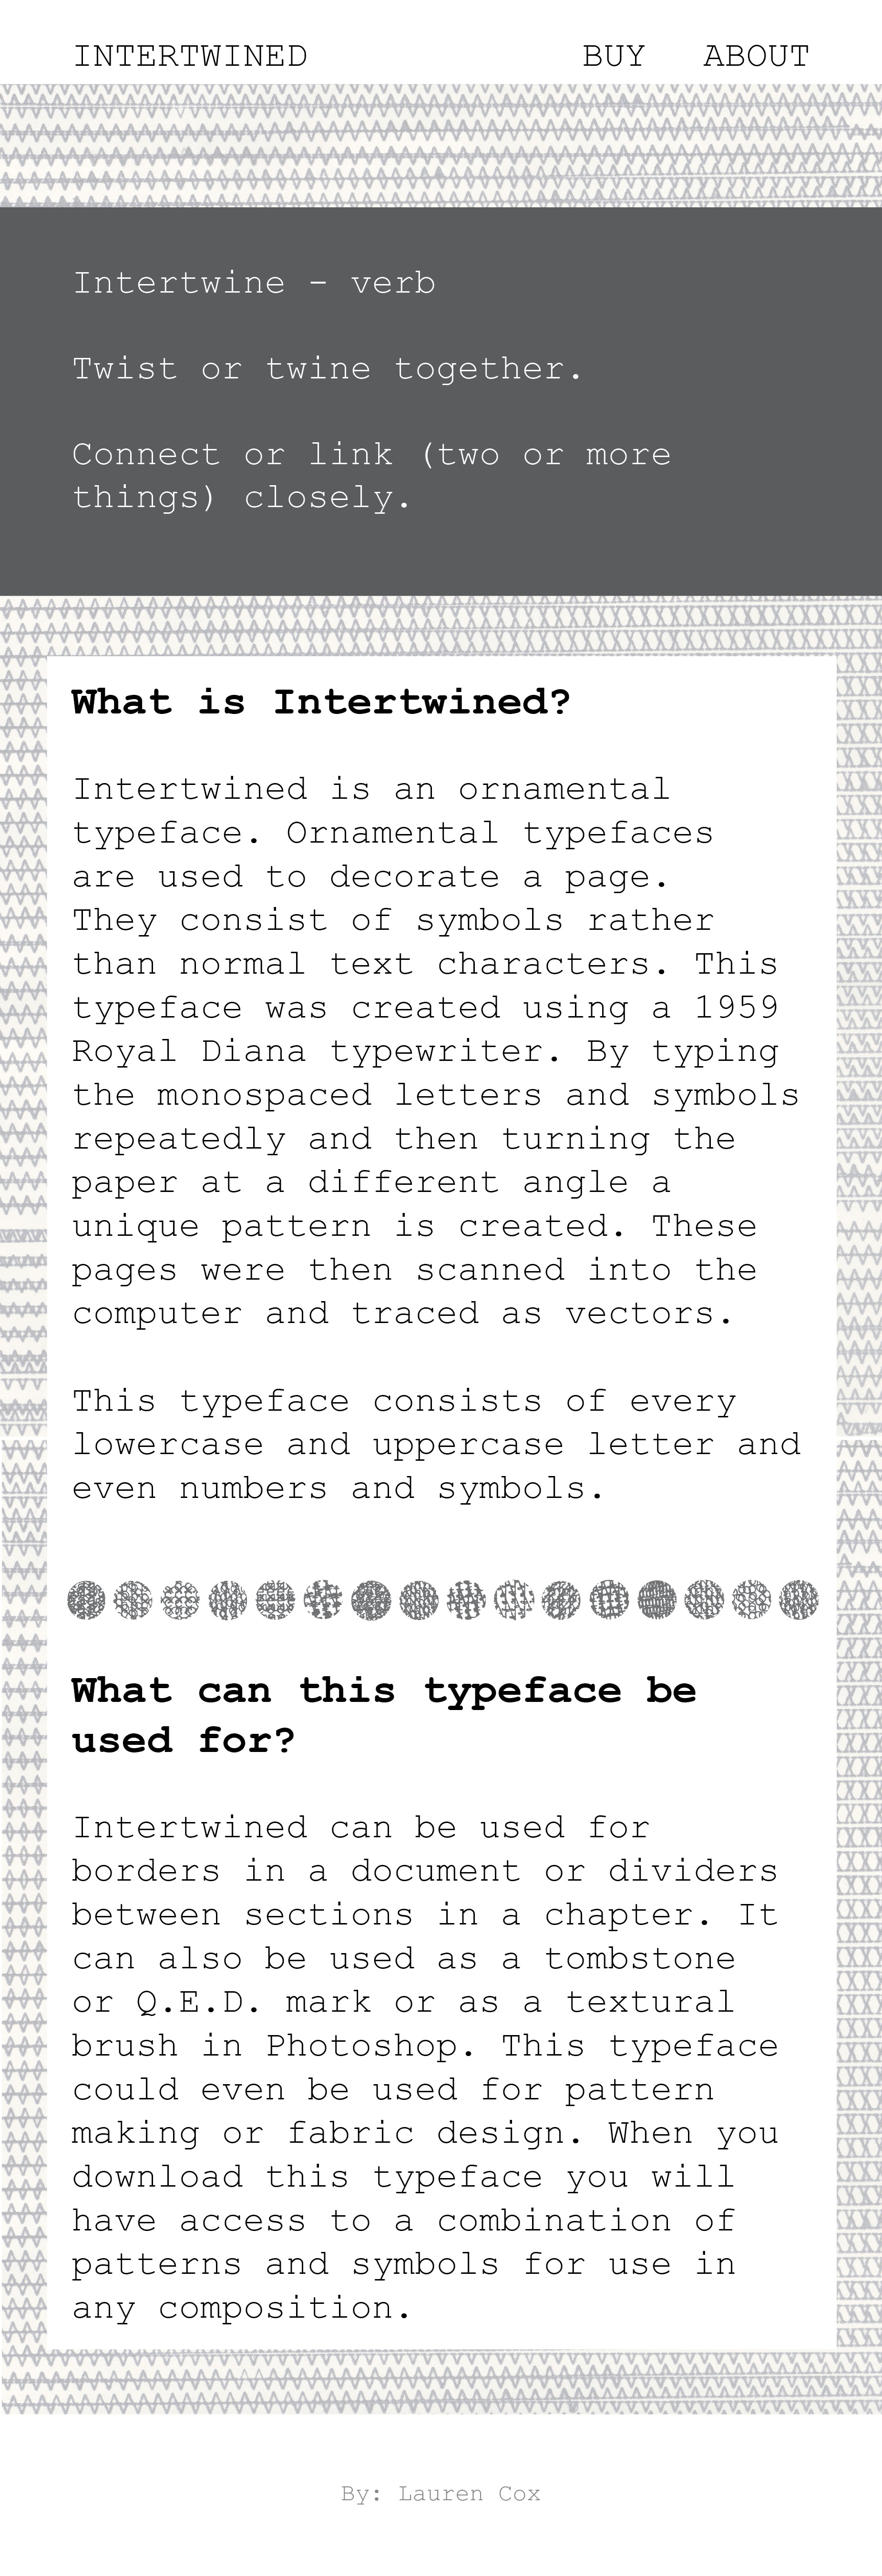 INTERTWINED BUY ABOUT
Intertwine - verb
Twist or twine together.
Connect or link (two or more
things) closely.
What is Intertwined?
Intertwined is an ornamental
typeface. Ornamental typefaces
are used to decorate a page.
They consist of symbols rather
than normal text characters. This
typeface was created using a 1959
Royal Diana typewriter. By typing
the monospaced letters and symbols
repeatedly and then turning the
paper at a different angle a
unique pattern is created. These
pages were then scanned into the
computer and traced as vectors.
This typeface consists of every
lowercase and uppercase letter and
even numbers and symbols.
What can this typeface be
used for?
Intertwined can be used for
borders in a document or dividers
between sections in a chapter. It
can also be used as a tombstone
or Q.E.D. mark or as a textural
brush in Photoshop. This typeface
could even be used for pattern
making or fabric design. When you
download this typeface you will
have access to a combination of
patterns and symbols for use in
any composition.
By: Lauren Cox